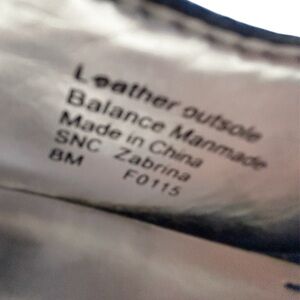 Leather outsole
Balance Manmade
Made in China
SNC Zabrina
8M F0115